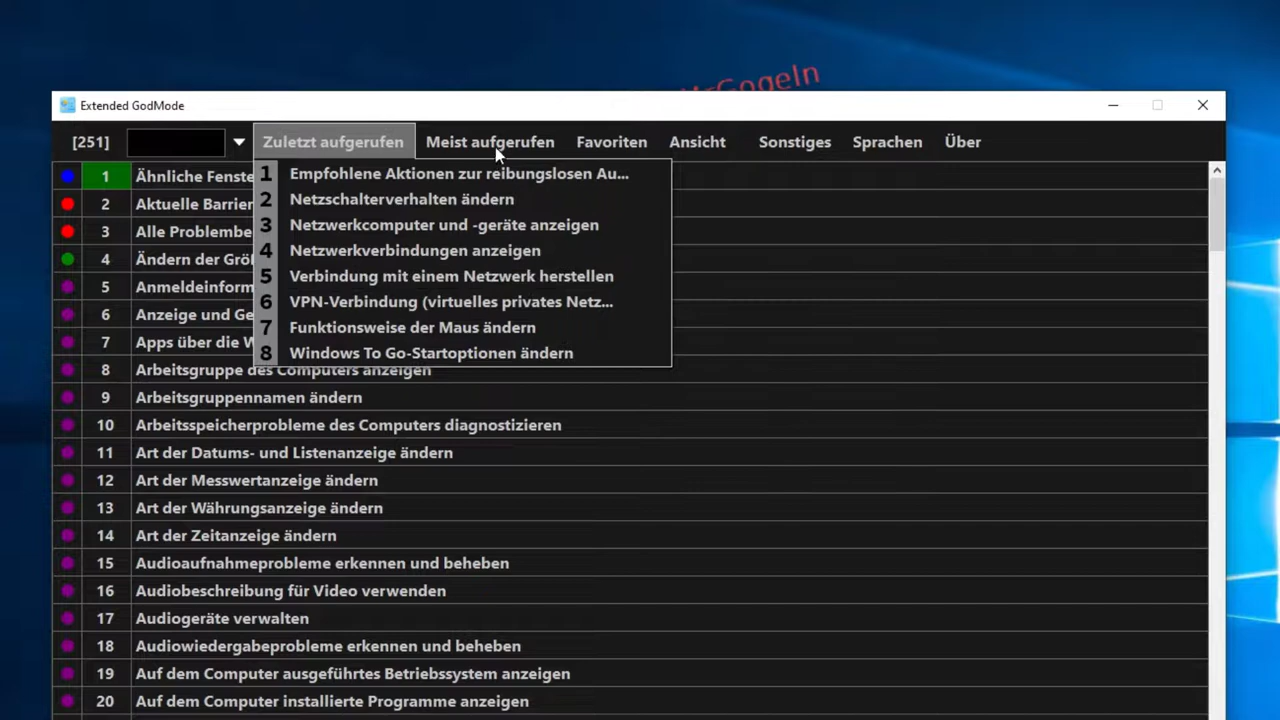 MrGogeln
Extended GodMode
[251]
Zuletzt aufgerufen
Meist aufgerufen
Favoriten
Ansicht
Sonstiges
Sprachen
Über
1 Empfohlene Aktionen zur reibungslosen Au...
2 Netzschalterverhalten ändern
3 Netzwerkcomputer und -geräte anzeigen
4 Netzwerkverbindungen anzeigen
5 Verbindung mit einem Netzwerk herstellen
6 VPN-Verbindung (virtuelles privates Netz...
7 Funktionsweise der Maus ändern
8 Windows To Go-Startoptionen ändern
1 Ähnliche Fenste
2 Aktuelle Barrier
3 Alle Problembe
4 Ändern der Grö
5 Anmeldeinform
6 Anzeige und Ge
7 Apps über die W
8 Arbeitsgruppe des Computers anzeigen
9 Arbeitsgruppennamen ändern
10 Arbeitsspeicherprobleme des Computers diagnostizieren
11 Art der Datums- und Listenanzeige ändern
12 Art der Messwertanzeige ändern
13 Art der Währungsanzeige ändern
14 Art der Zeitanzeige ändern
15 Audioaufnahmeprobleme erkennen und beheben
16 Audiobeschreibung für Video verwenden
17 Audiogeräte verwalten
18 Audiowiedergabeprobleme erkennen und beheben
19 Auf dem Computer ausgeführtes Betriebssystem anzeigen
20 Auf dem Computer installierte Programme anzeigen